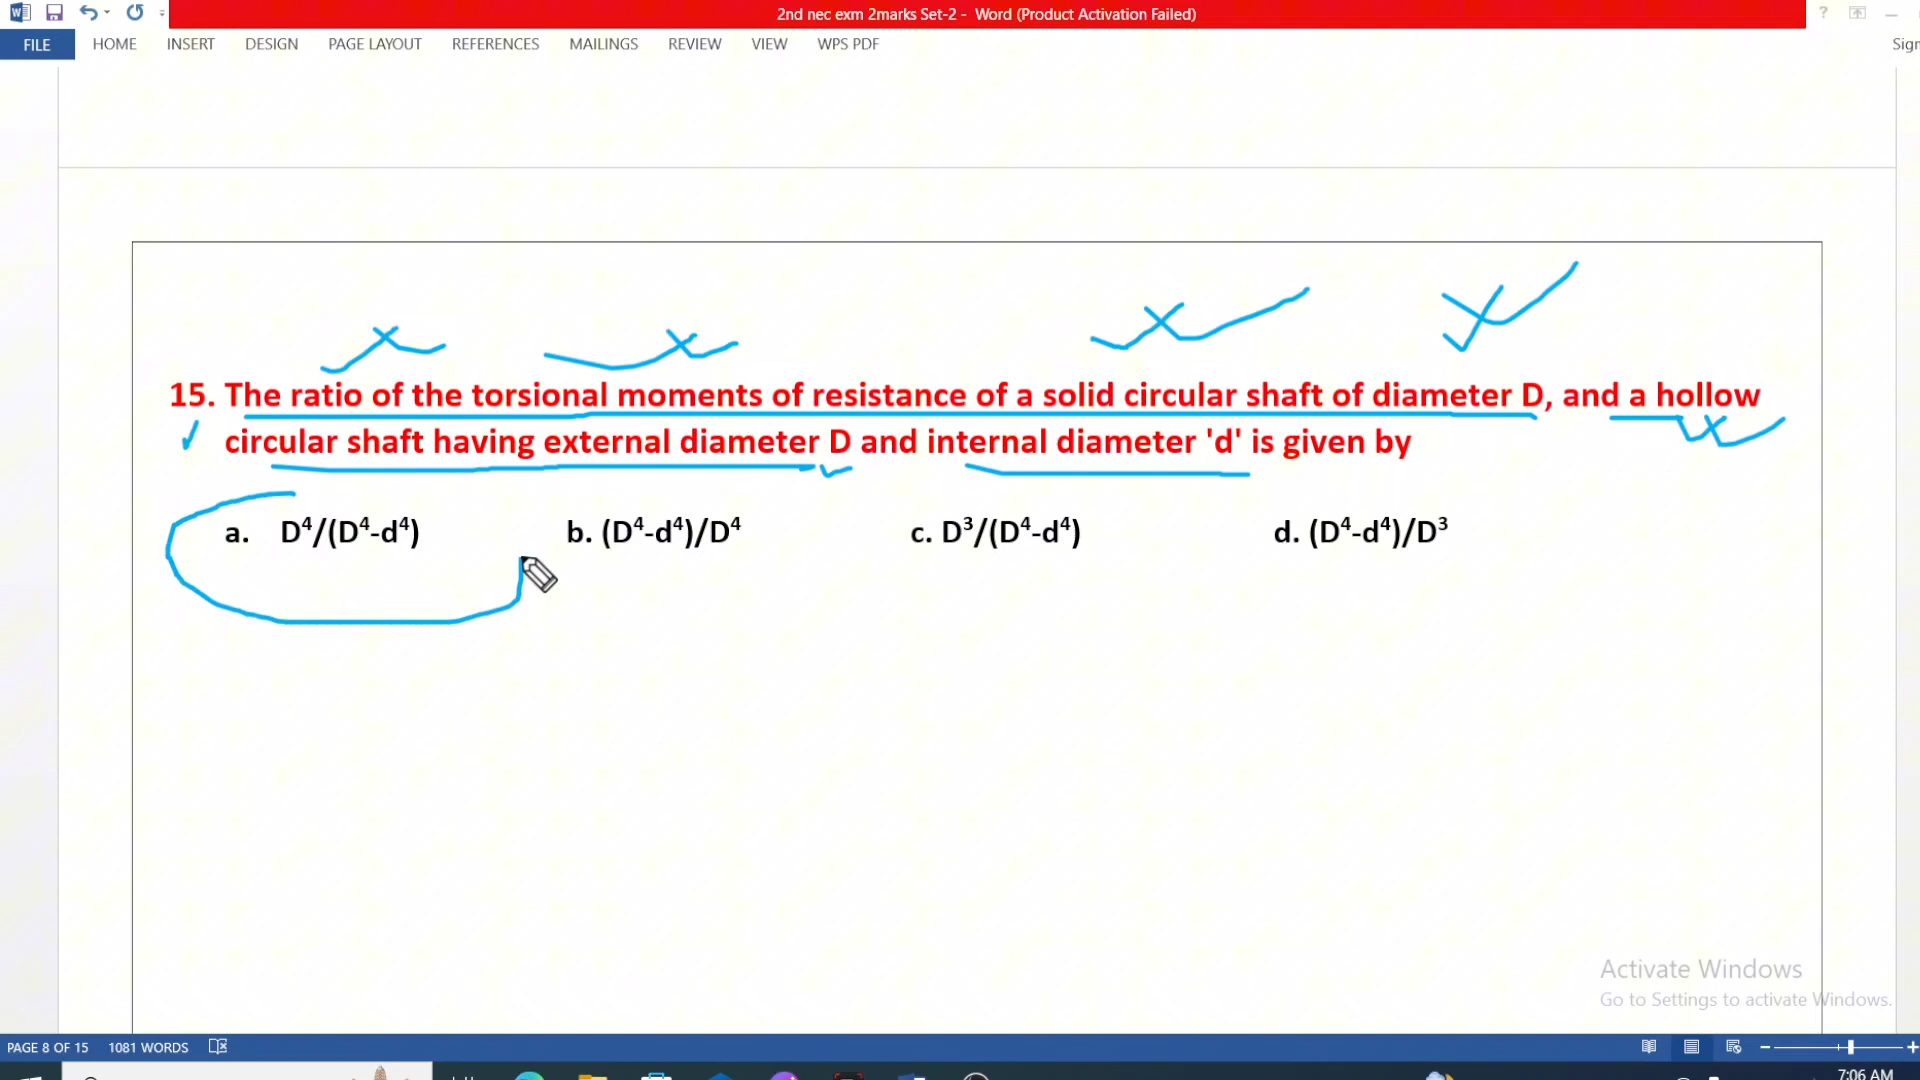 2nd nec exm 2marks Set-2 - Word (Product Activation Failed)
FILE HOME INSERT DESIGN PAGE LAYOUT REFERENCES MAILINGS REVIEW VIEW WPS PDF
15. The ratio of the torsional moments of resistance of a solid circular shaft of diameter D, and a hollow
circular shaft having external diameter D and internal diameter 'd' is given by
a. D⁴/(D⁴-d⁴) b. (D⁴-d⁴)/D⁴ c. D³/(D⁴-d⁴) d. (D⁴-d⁴)/D³
Activate Windows
Go to Settings to activate Windows.
PAGE 8 OF 15 1081 WORDS
7:06 AM